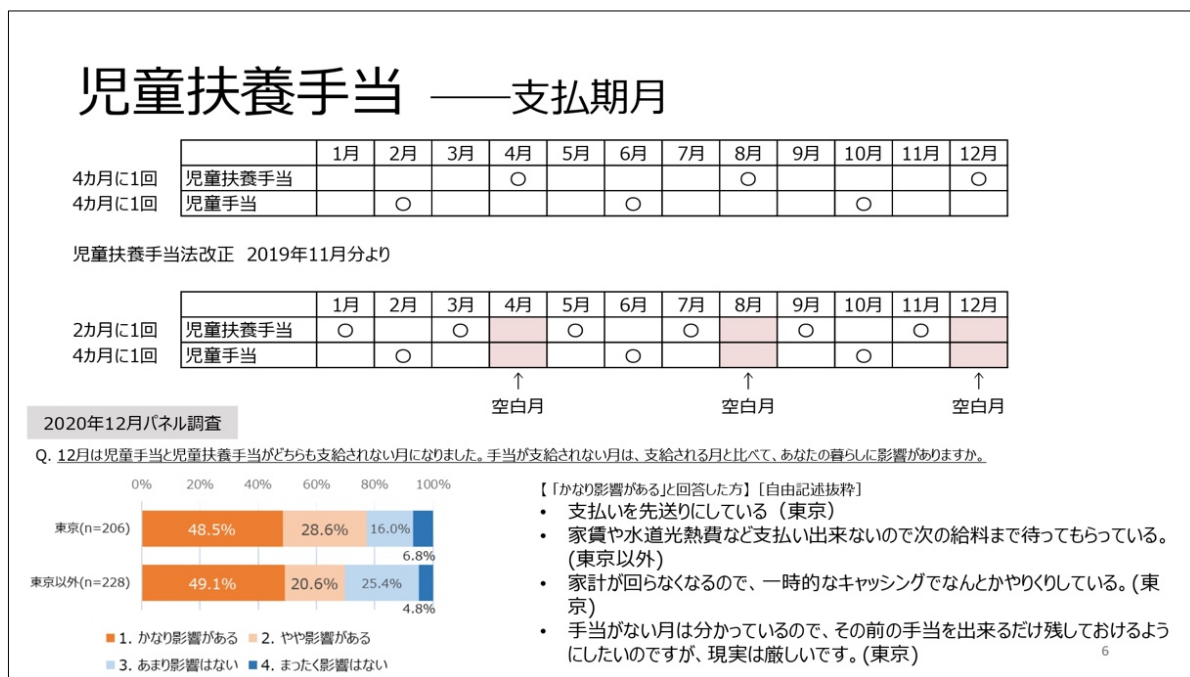 児童扶養手当 ――支払期月
1月 2月 3月 4月 5月 6月 7月 8月 9月 10月 11月 12月
4カ月に1回 児童扶養手当 〇 〇 〇
4カ月に1回 児童手当 〇 〇 〇
児童扶養手当法改正 2019年11月分より
1月 2月 3月 4月 5月 6月 7月 8月 9月 10月 11月 12月
2カ月に1回 児童扶養手当 〇 〇 〇 〇 〇 〇
4カ月に1回 児童手当 〇 〇 〇
↑ ↑ ↑
空白月 空白月 空白月
2020年12月パネル調査
Q. 12月は児童手当と児童扶養手当がどちらも支給されない月になりました。手当が支給されない月は、支給される月と比べて、あなたの暮らしに影響がありますか。
0% 20% 40% 60% 80% 100%
東京(n=206) 48.5% 28.6% 16.0% 6.8%
東京以外(n=228) 49.1% 20.6% 25.4% 4.8%
1. かなり影響がある 2. やや影響がある
3. あまり影響はない 4. まったく影響はない
【「かなり影響がある」と回答した方】［自由記述抜粋］
• 支払いを先送りにしている（東京）
• 家賃や水道光熱費など支払い出来ないので次の給料まで待ってもらっている。
(東京以外)
• 家計が回らなくなるので、一時的なキャッシングでなんとかやりくりしている。(東
京)
• 手当がない月は分かっているので、その前の手当を出来るだけ残しておけるよう
にしたいのですが、現実は厳しいです。(東京)
6